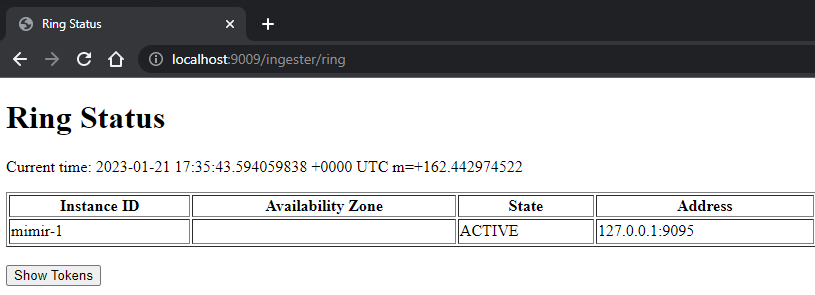 Ring Status
localhost:9009/ingester/ring
Ring Status
Current time: 2023-01-21 17:35:43.594059838 +0000 UTC m=+162.442974522
Instance ID Availability Zone State Address
mimir-1 ACTIVE 127.0.0.1:9095
Show Tokens